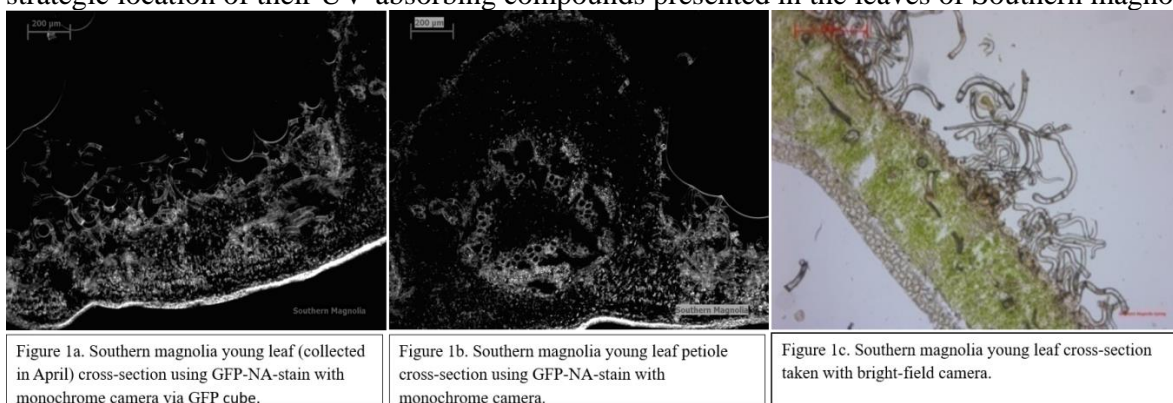 strategic location of their UV-absorbing compounds presented in the leaves of Southern magno
200 µm
200 µm
Southern Magnolia
Southern Magnolia
Figure 1a. Southern magnolia young leaf (collected
in April) cross-section using GFP-NA-stain with
monochrome camera via GFP cube.
Figure 1b. Southern magnolia young leaf petiole
cross-section using GFP-NA-stain with
monochrome camera.
Figure 1c. Southern magnolia young leaf cross-section
taken with bright-field camera.